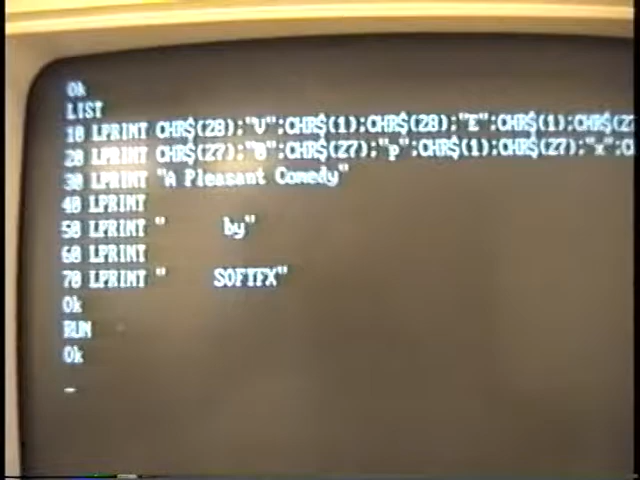 Ok
LIST
10 LPRINT CHR$(28);"V";CHR$(1);CHR$(28);"E";CHR$(1);CHR$(27
20 LPRINT CHR$(27);"B";CHR$(27);"p";CHR$(1);CHR$(27);"x";C
30 LPRINT "A Pleasant Comedy"
40 LPRINT
50 LPRINT " by"
60 LPRINT
70 LPRINT " SOFTFX"
Ok
RUN
Ok